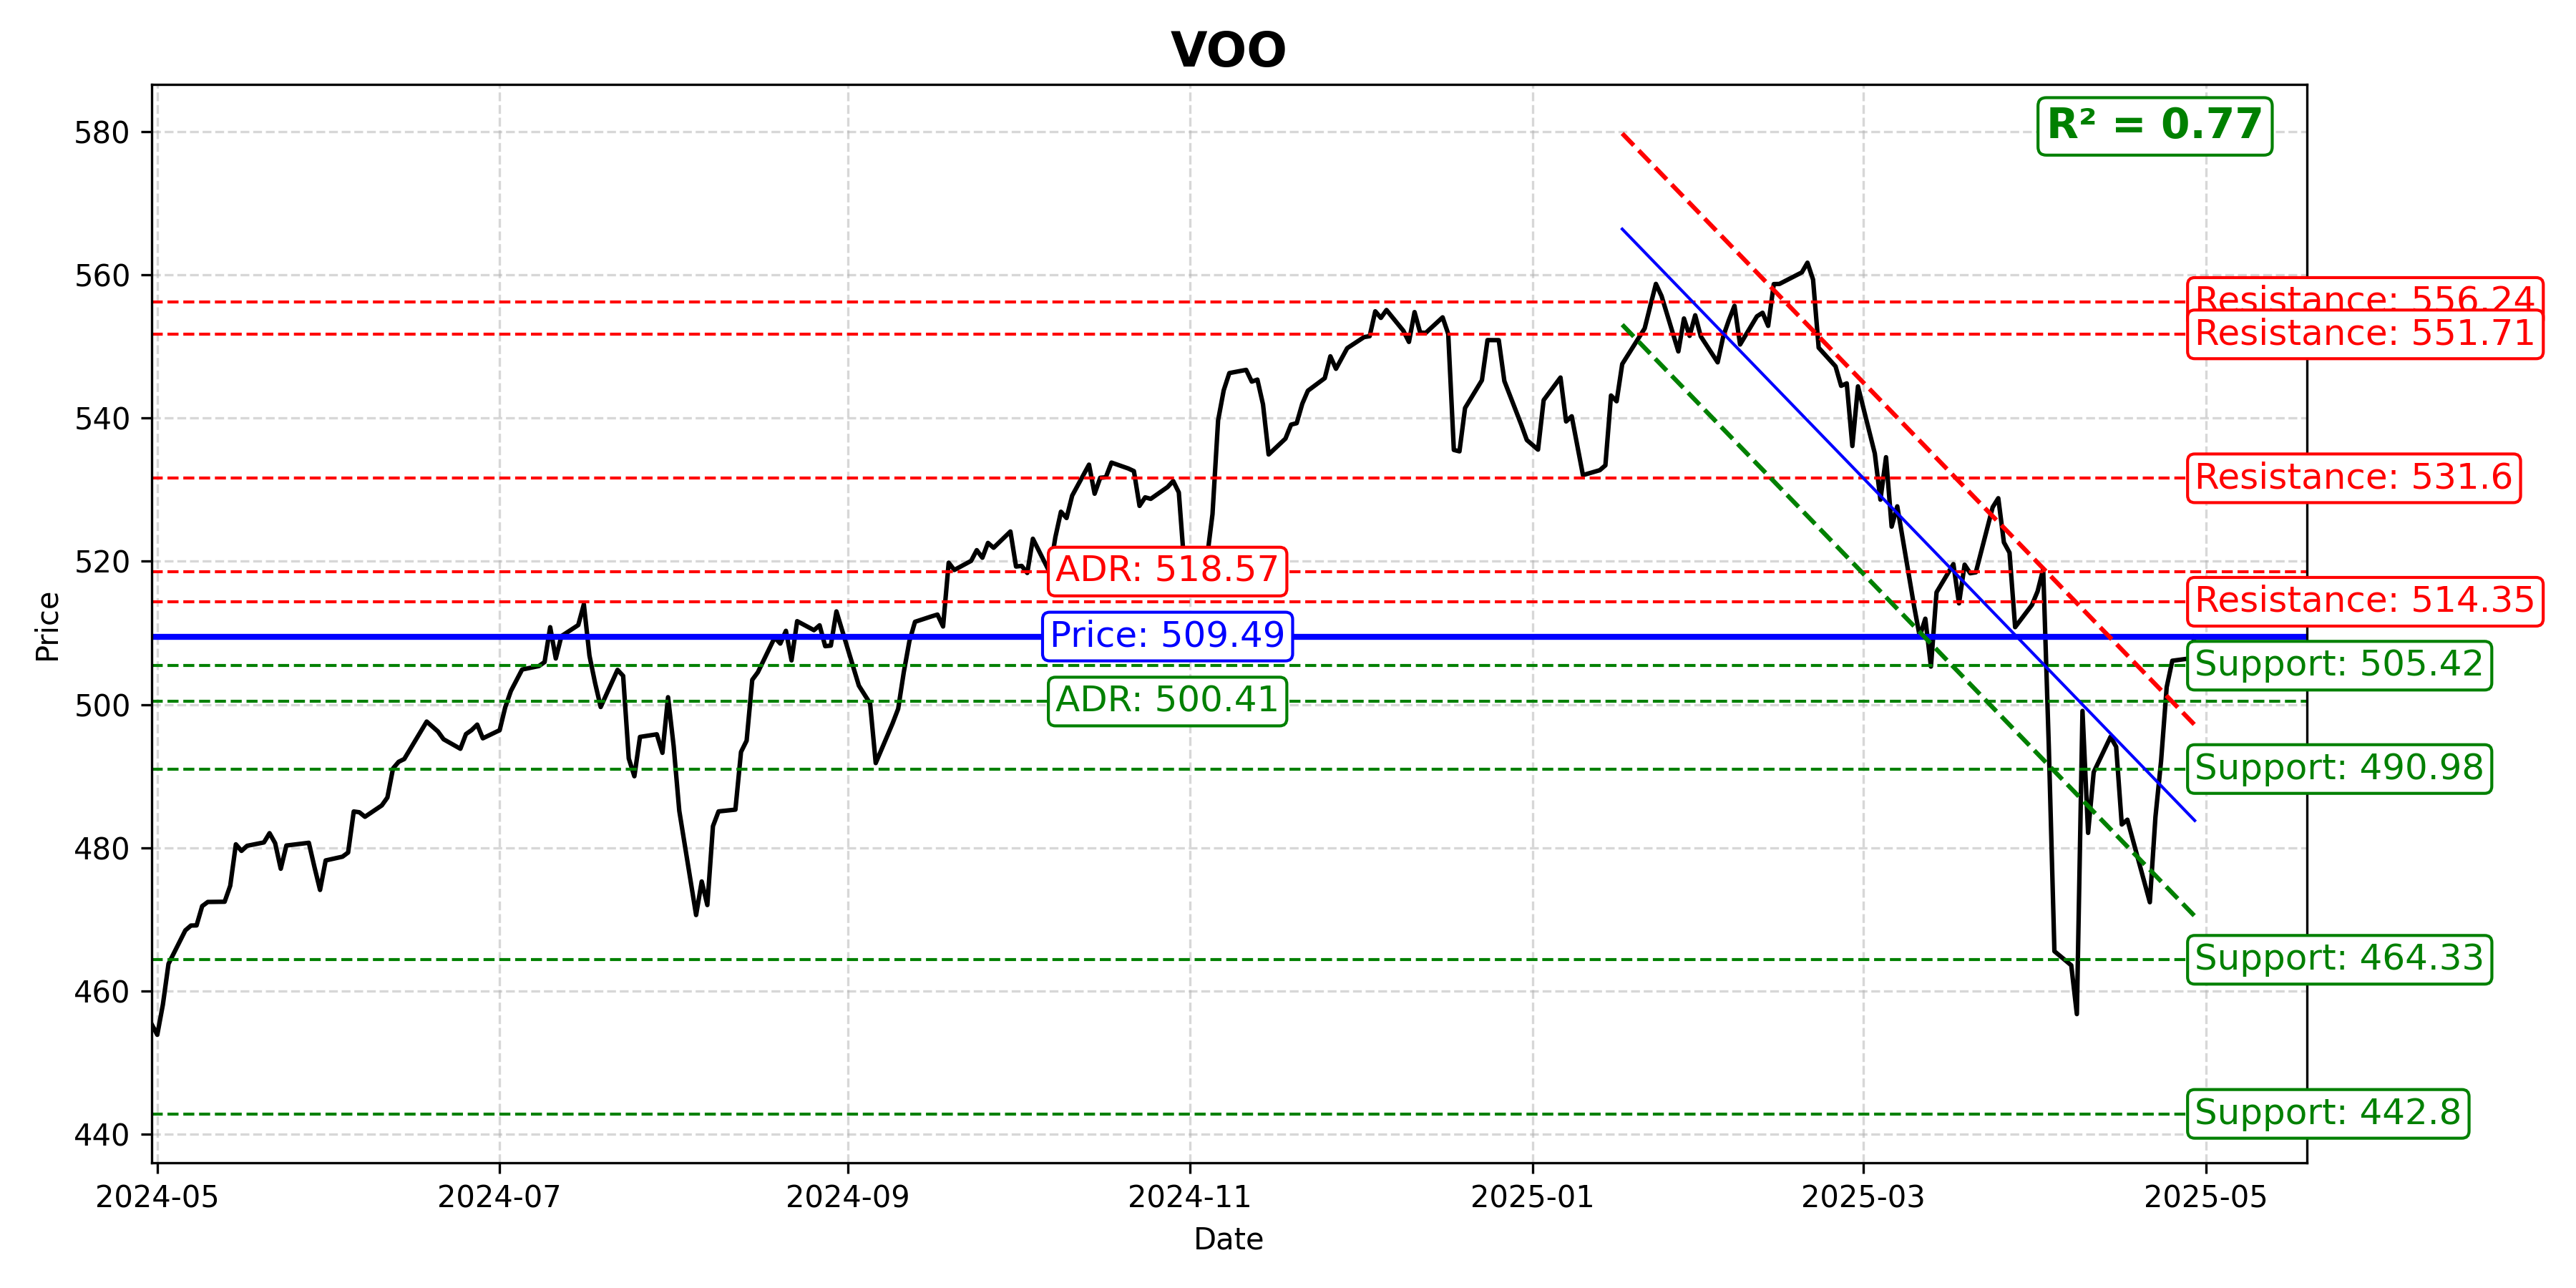 VOO
R² = 0.77
580
560
540
520
500
480
460
440
Price
Resistance: 556.24
Resistance: 551.71
Resistance: 531.6
ADR: 518.57
Resistance: 514.35
Price: 509.49
Support: 505.42
ADR: 500.41
Support: 490.98
Support: 464.33
Support: 442.8
2024-05
2024-07
2024-09
2024-11
2025-01
2025-03
2025-05
Date